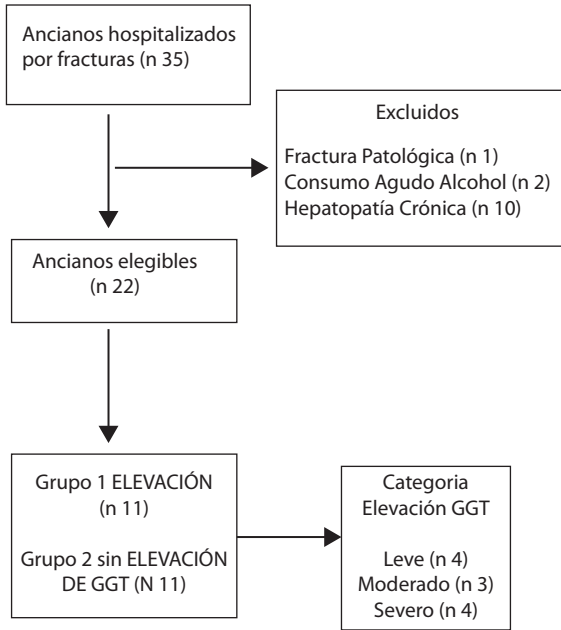 Ancianos hospitalizados
por fracturas (n 35)
Excluidos
Fractura Patológica (n 1)
Consumo Agudo Alcohol (n 2)
Hepatopatía Crónica (n 10)
Ancianos elegibles
(n 22)
Grupo 1 ELEVACIÓN
(n 11)
Grupo 2 sin ELEVACIÓN
DE GGT (N 11)
Categoria
Elevación GGT
Leve (n 4)
Moderado (n 3)
Severo (n 4)